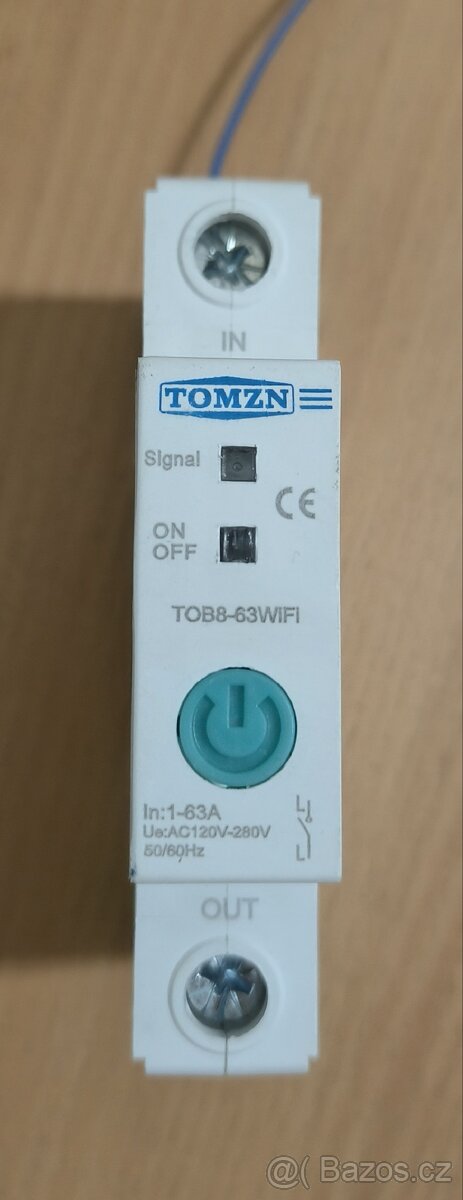 IN
TOMZN
Signal
CE
ON
OFF
TOB8-63WiFi
In:1-63A
Ue:AC120V-280V
50/60Hz
L
L
OUT
@( Bazos.cz